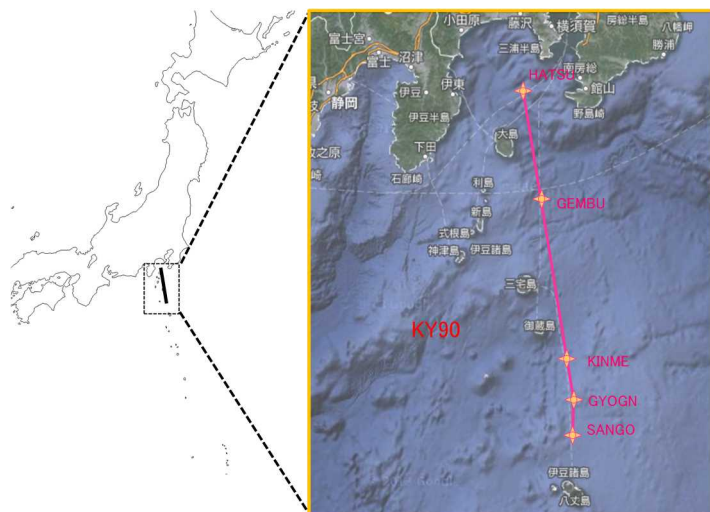 小田原
藤沢
横須賀
房総半島
八幡岬
富士宮
勝浦
三浦半島
富士
沼津
南房総
HATSU
館山
伊豆
伊東
静岡
野島崎
伊豆半島
大島
下田
牧之原
石廊崎
利島
GEMBU
新島
式根島
神津島
伊豆諸島
三宅島
御蔵島
KY90
KINME
GYOGN
SANGO
伊豆諸島
八丈島